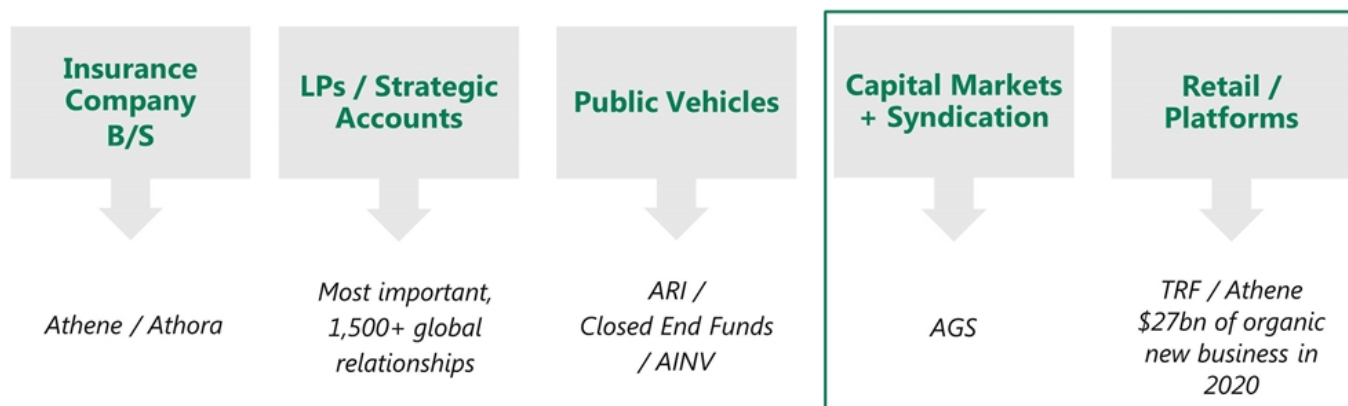 Insurance
Company
B/S
LPs / Strategic
Accounts
Public Vehicles
Capital Markets
+ Syndication
Retail /
Platforms
Athene / Athora
Most important,
1,500+ global
relationships
ARI /
Closed End Funds
/ AINV
AGS
TRF / Athene
$27bn of organic
new business in
2020